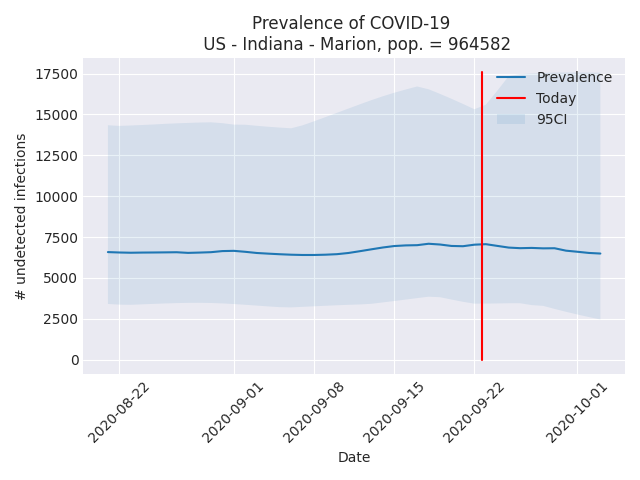 Prevalence of COVID-19
US - Indiana - Marion, pop. = 964582
17500
15000
12500
10000
7500
5000
2500
0
# undetected infections
Prevalence
Today
95CI
2020-08-22
2020-09-01
2020-09-08
2020-09-15
2020-09-22
2020-10-01
Date